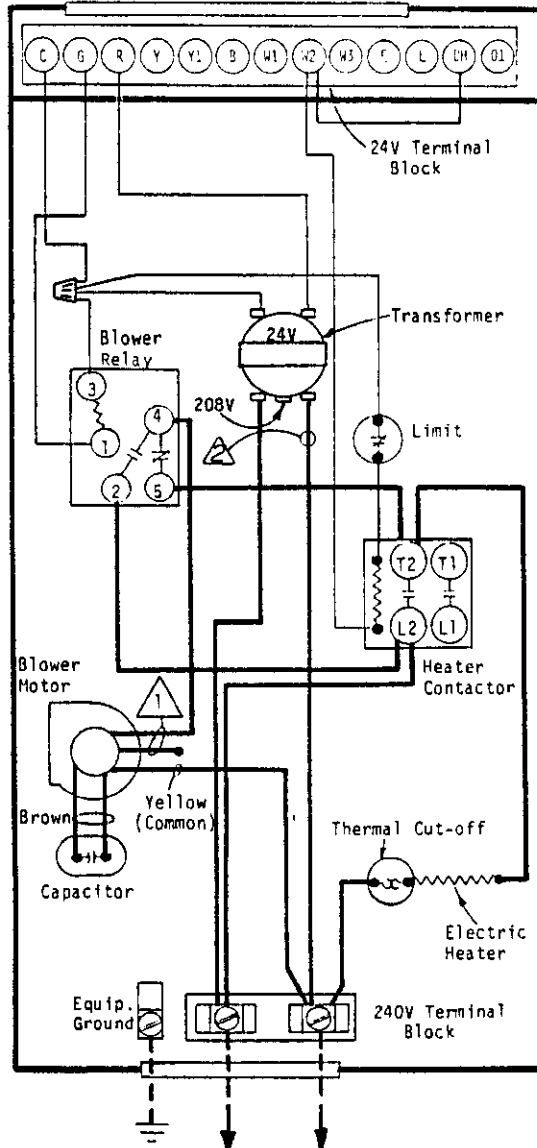 C G R Y Y1 B W1 W2 W3 E L DH O1
24V Terminal
Block
24V
Transformer
Blower
Relay
208V
2
Limit
3
4
1
2
5
T2 T1
L2 L1
Heater
Contactor
Blower
Motor
1
Yellow
(Common)
Brown
Capacitor
Thermal Cut-off
Electric
Heater
Equip.
Ground
240V Terminal
Block